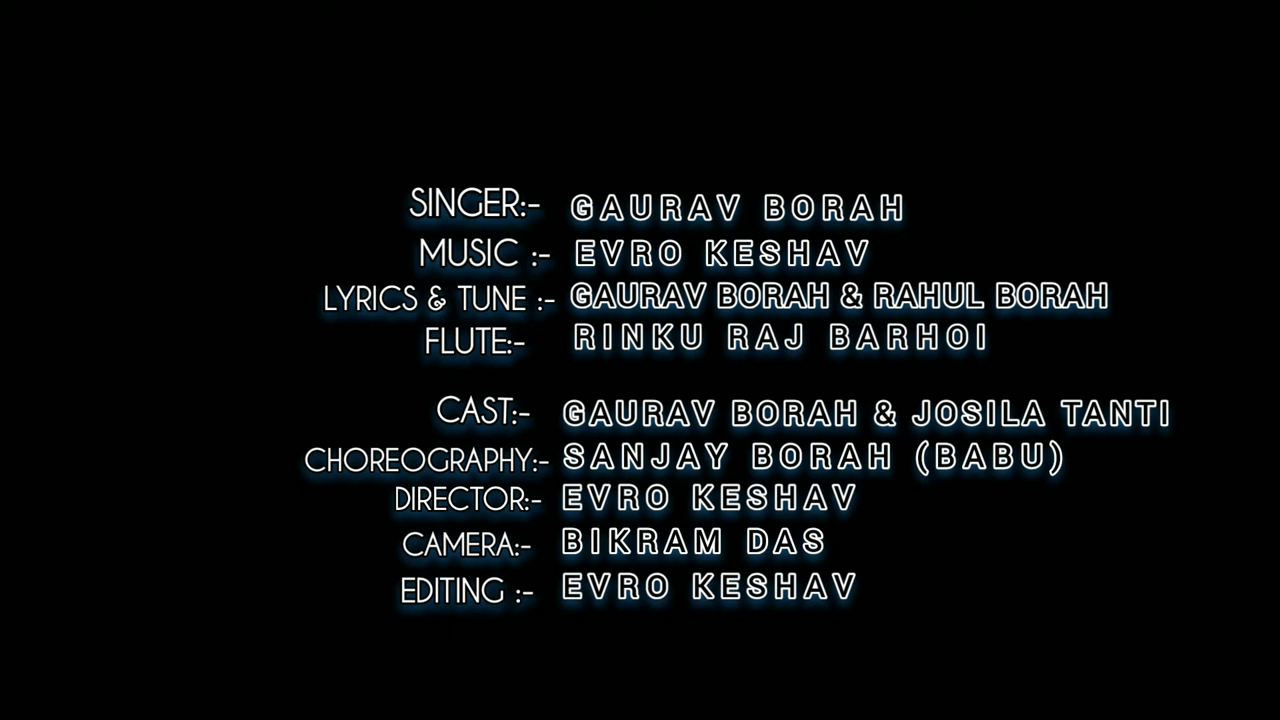 SINGER:- GAURAV BORAH
MUSIC :- EVRO KESHAV
LYRICS & TUNE :- GAURAV BORAH & RAHUL BORAH
FLUTE:- RINKU RAJ BARHOI
CAST:- GAURAV BORAH & JOSILA TANTI
CHOREOGRAPHY:- SANJAY BORAH (BABU)
DIRECTOR:- EVRO KESHAV
CAMERA:- BIKRAM DAS
EDITING :- EVRO KESHAV